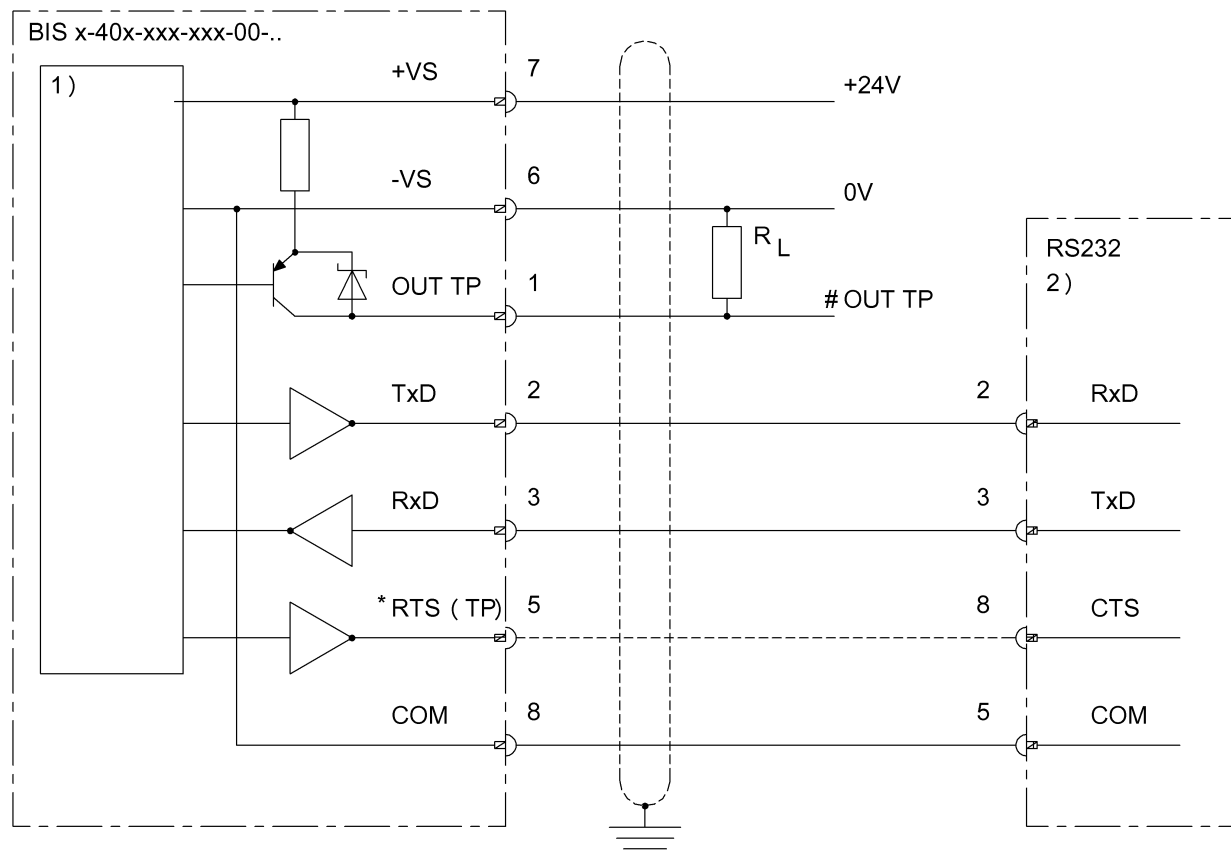 BIS x-40x-xxx-xxx-00-..
1)
+VS
7
+24V
-VS
6
0V
RL
RS232
2)
OUT TP
1
# OUT TP
TxD
2
2
RxD
RxD
3
3
TxD
*RTS (TP)
5
8
CTS
COM
8
5
COM